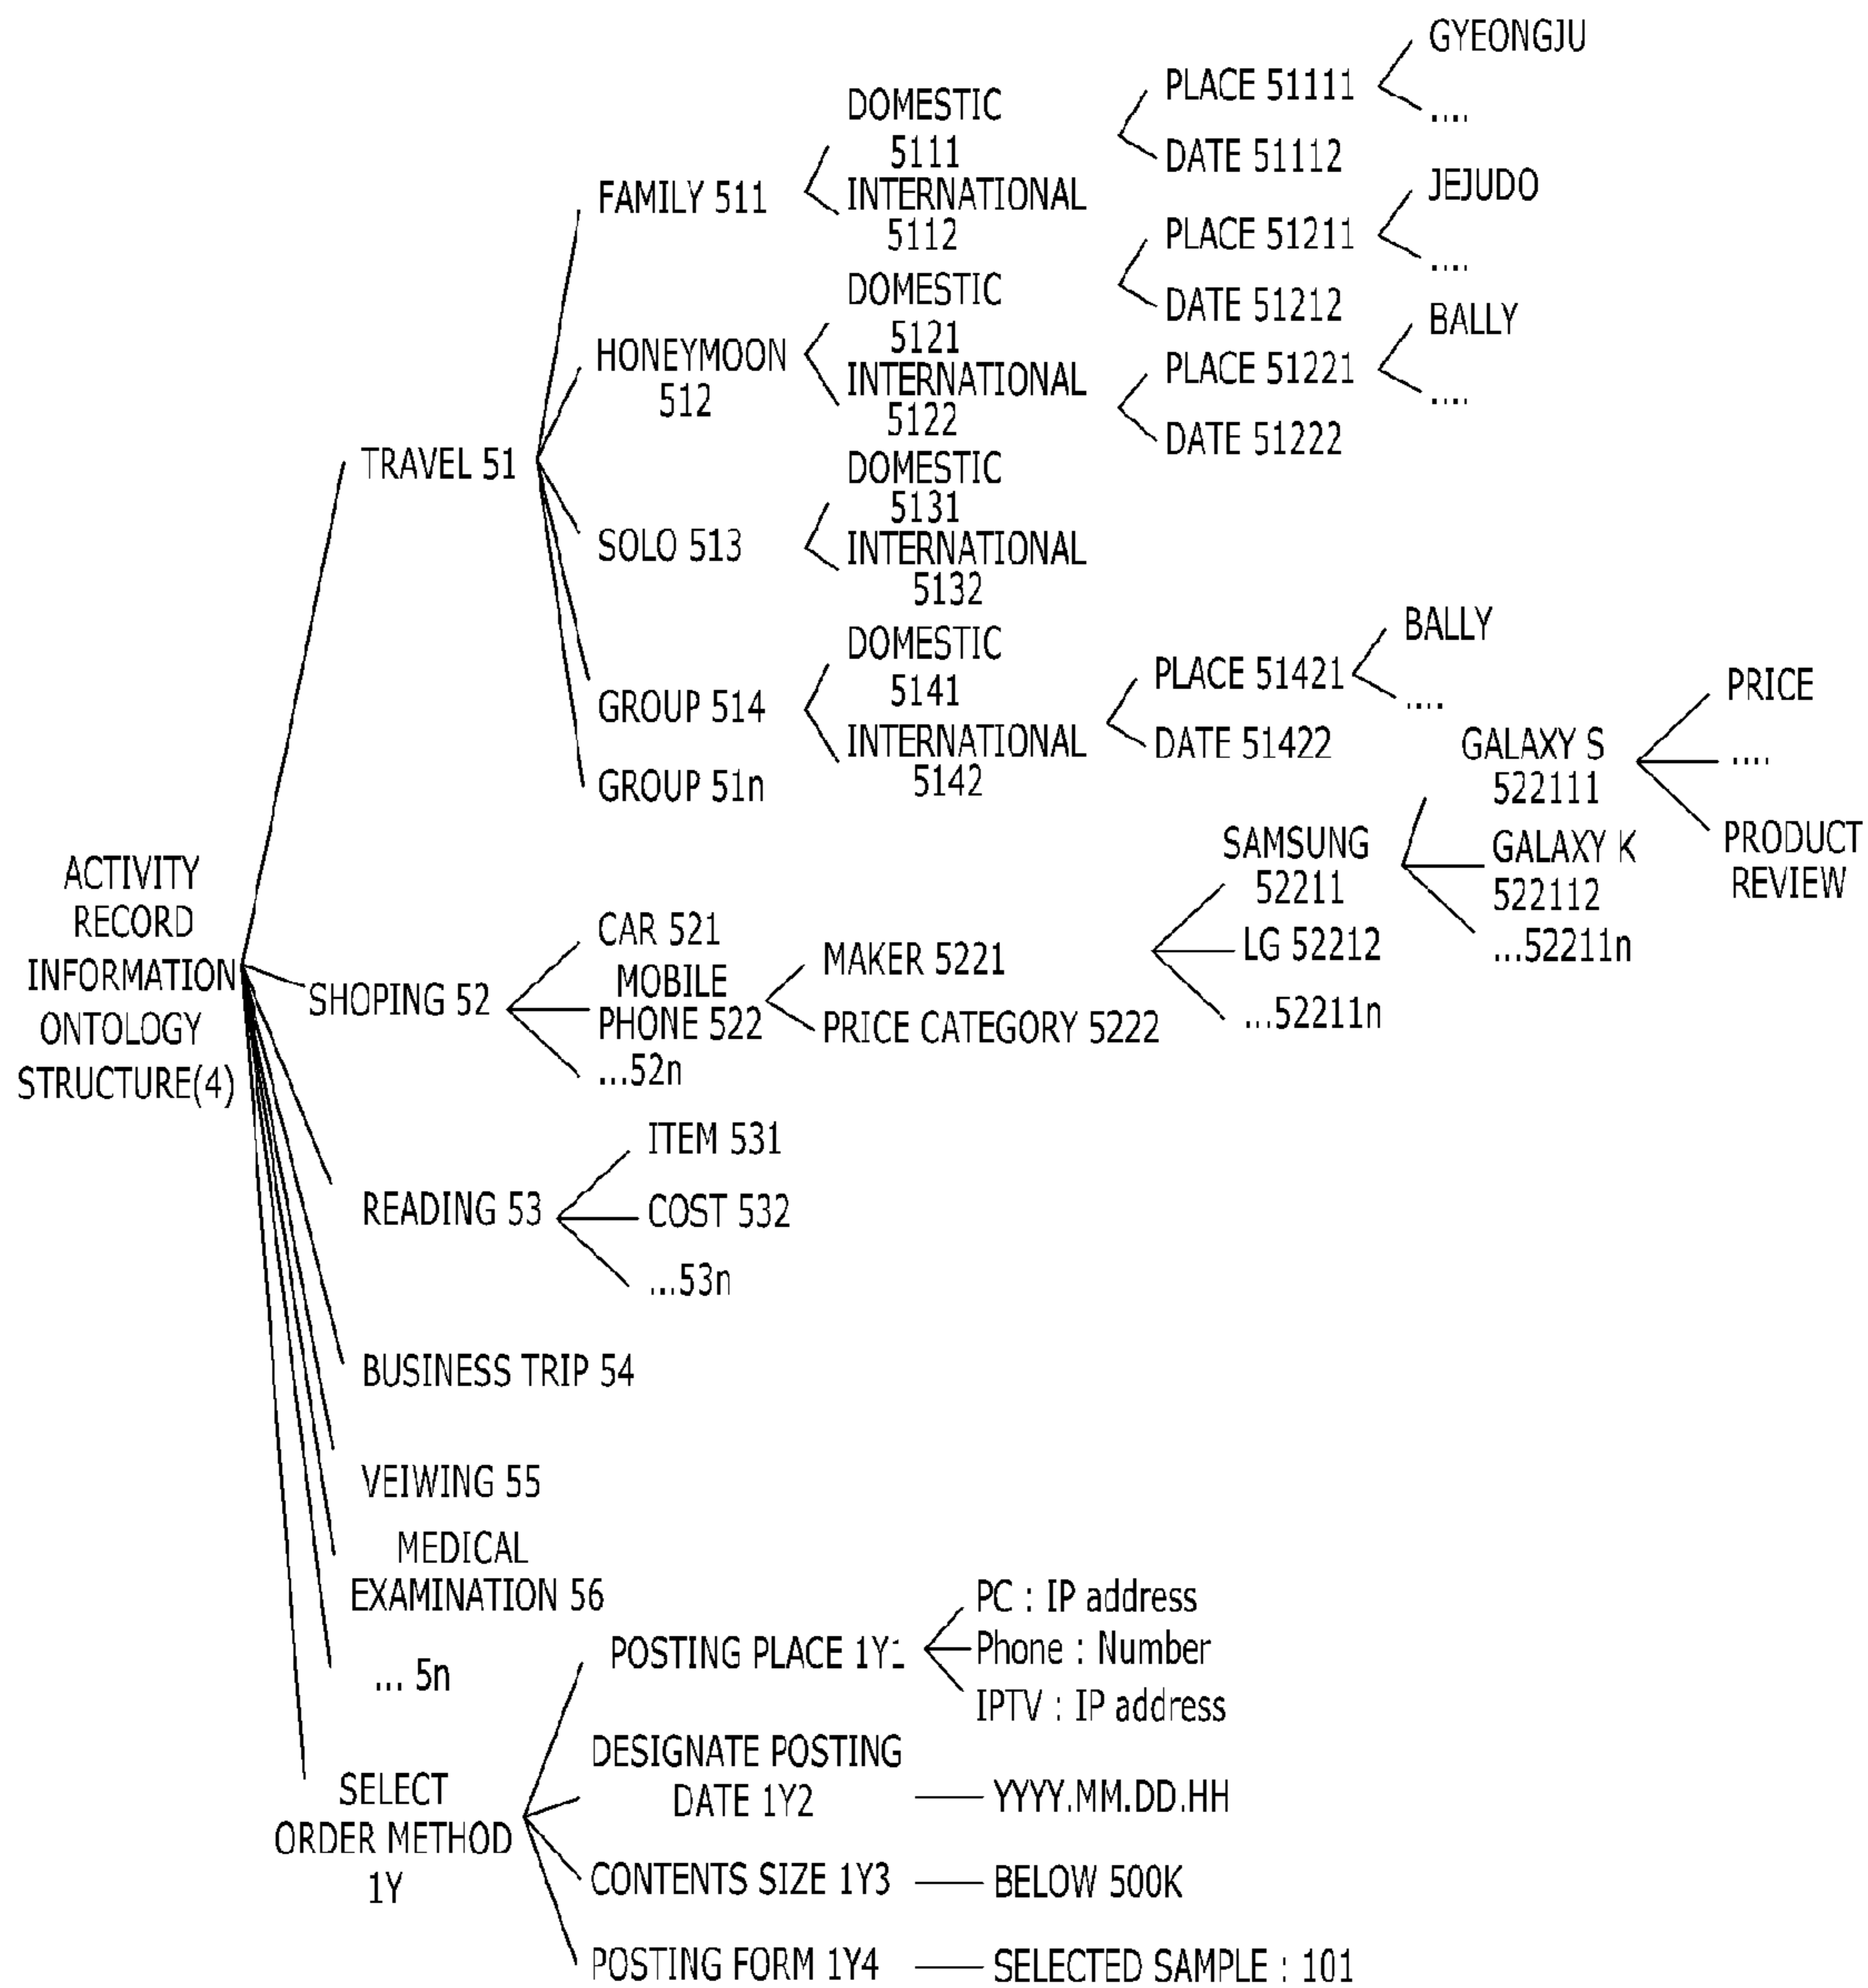 ACTIVITY
RECORD
INFORMATION
ONTOLOGY
STRUCTURE(4)
TRAVEL 51
FAMILY 511
DOMESTIC
5111
PLACE 51111
GYEONGJU
....
DATE 51112
INTERNATIONAL
5112
HONEYMOON
512
DOMESTIC
5121
PLACE 51211
JEJUDO
....
DATE 51212
INTERNATIONAL
5122
PLACE 51221
BALLY
....
DATE 51222
SOLO 513
DOMESTIC
5131
INTERNATIONAL
5132
GROUP 514
DOMESTIC
5141
INTERNATIONAL
5142
PLACE 51421
BALLY
....
DATE 51422
GROUP 51n
SHOPING 52
CAR 521
MOBILE
PHONE 522
MAKER 5221
SAMSUNG
52211
GALAXY S
522111
PRICE
....
PRODUCT
REVIEW
GALAXY K
522112
...52211n
LG 52212
...52211n
PRICE CATEGORY 5222
...52n
READING 53
ITEM 531
COST 532
...53n
BUSINESS TRIP 54
VEIWING 55
MEDICAL
EXAMINATION 56
... 5n
SELECT
ORDER METHOD
1Y
POSTING PLACE 1Y1
PC : IP address
Phone : Number
IPTV : IP address
DESIGNATE POSTING
DATE 1Y2
YYYY.MM.DD.HH
CONTENTS SIZE 1Y3
BELOW 500K
POSTING FORM 1Y4
SELECTED SAMPLE : 101